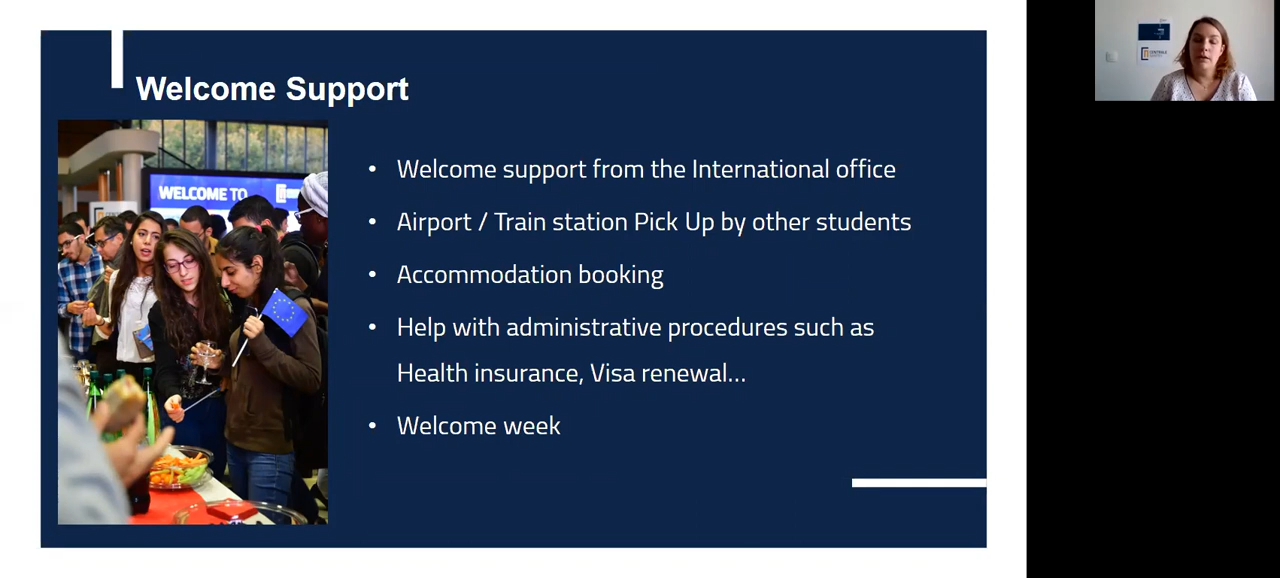 Welcome Support
• Welcome support from the International office
• Airport / Train station Pick Up by other students
• Accommodation booking
• Help with administrative procedures such as
Health insurance, Visa renewal...
• Welcome week
WELCOME TO
CENTRALE